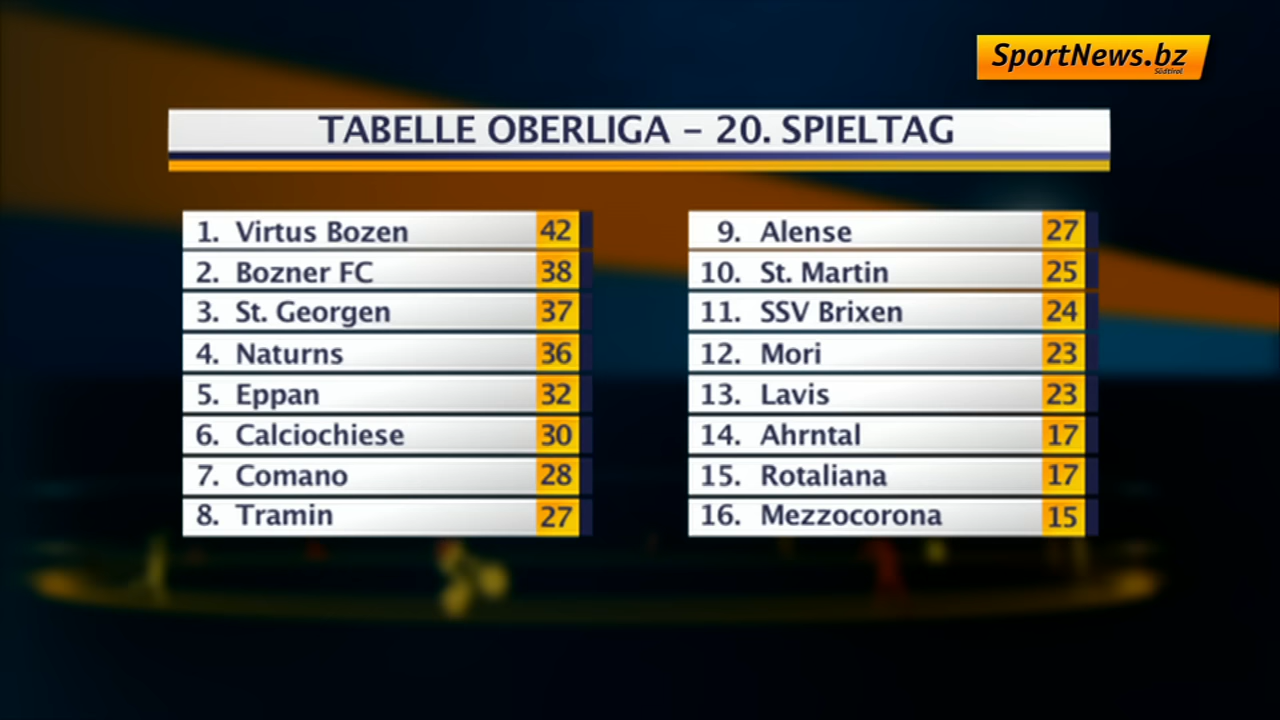 SportNews.bz
Südtirol
TABELLE OBERLIGA – 20. SPIELTAG
1. Virtus Bozen 42
2. Bozner FC 38
3. St. Georgen 37
4. Naturns 36
5. Eppan 32
6. Calciochiese 30
7. Comano 28
8. Tramin 27
9. Alense 27
10. St. Martin 25
11. SSV Brixen 24
12. Mori 23
13. Lavis 23
14. Ahrntal 17
15. Rotaliana 17
16. Mezzocorona 15